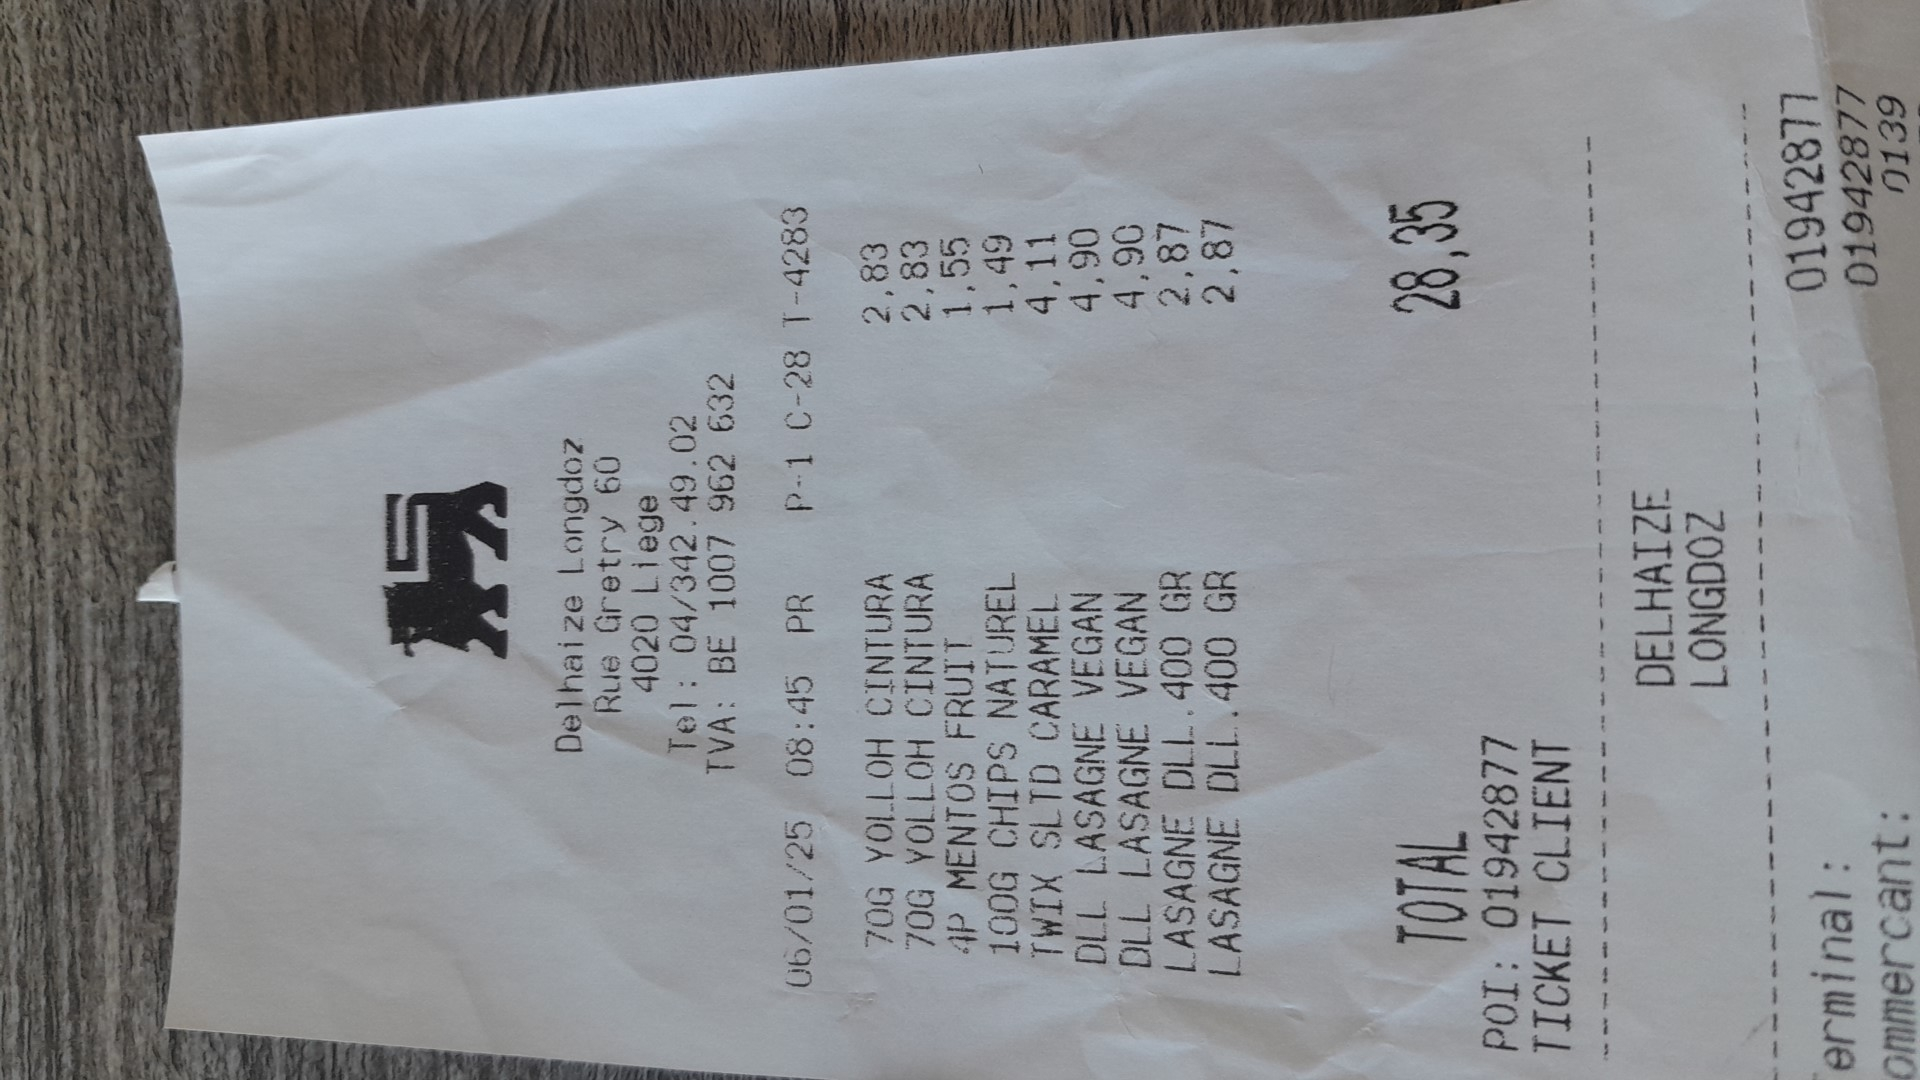 Delhaize Longdoz
Rue Gretry 60
4020 Liege
Tel: 04/342.49.02
TVA: BE 1007 962 632
06/01/25 08:45 PR P-1 C-28 T-4283
70G YOLLOH CINTURA 2,83
70G YOLLOH CINTURA 2,83
4P MENTOS FRUIT 1,55
100G CHIPS NATUREL 1,49
TWIX SLTD CARAMEL 4,11
DLL LASAGNE VEGAN 4,90
DLL LASAGNE VEGAN 4,90
LASAGNE DLL.400 GR 2,87
LASAGNE DLL.400 GR 2,87
TOTAL 28,35
POI: 01942877
TICKET CLIENT
DELHAIZE
LONGDOZ
erminal: 01942877
ommercant: 01942877
0139